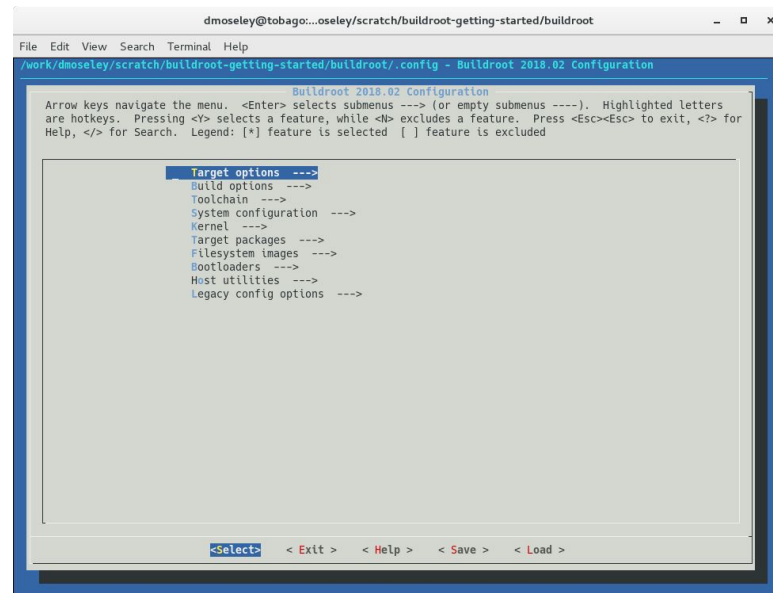 dmoseley@tobago:...oseley/scratch/buildroot-getting-started/buildroot
File Edit View Search Terminal Help
/work/dmoseley/scratch/buildroot-getting-started/buildroot/.config - Buildroot 2018.02 Configuration
Buildroot 2018.02 Configuration
Arrow keys navigate the menu. <Enter> selects submenus ---> (or empty submenus ----). Highlighted letters
are hotkeys. Pressing <Y> selects a feature, while <N> excludes a feature. Press <Esc><Esc> to exit, <?> for
Help, </> for Search. Legend: [*] feature is selected [ ] feature is excluded
Target options --->
Build options --->
Toolchain --->
System configuration --->
Kernel --->
Target packages --->
Filesystem images --->
Bootloaders --->
Host utilities --->
Legacy config options --->
<Select> < Exit > < Help > < Save > < Load >